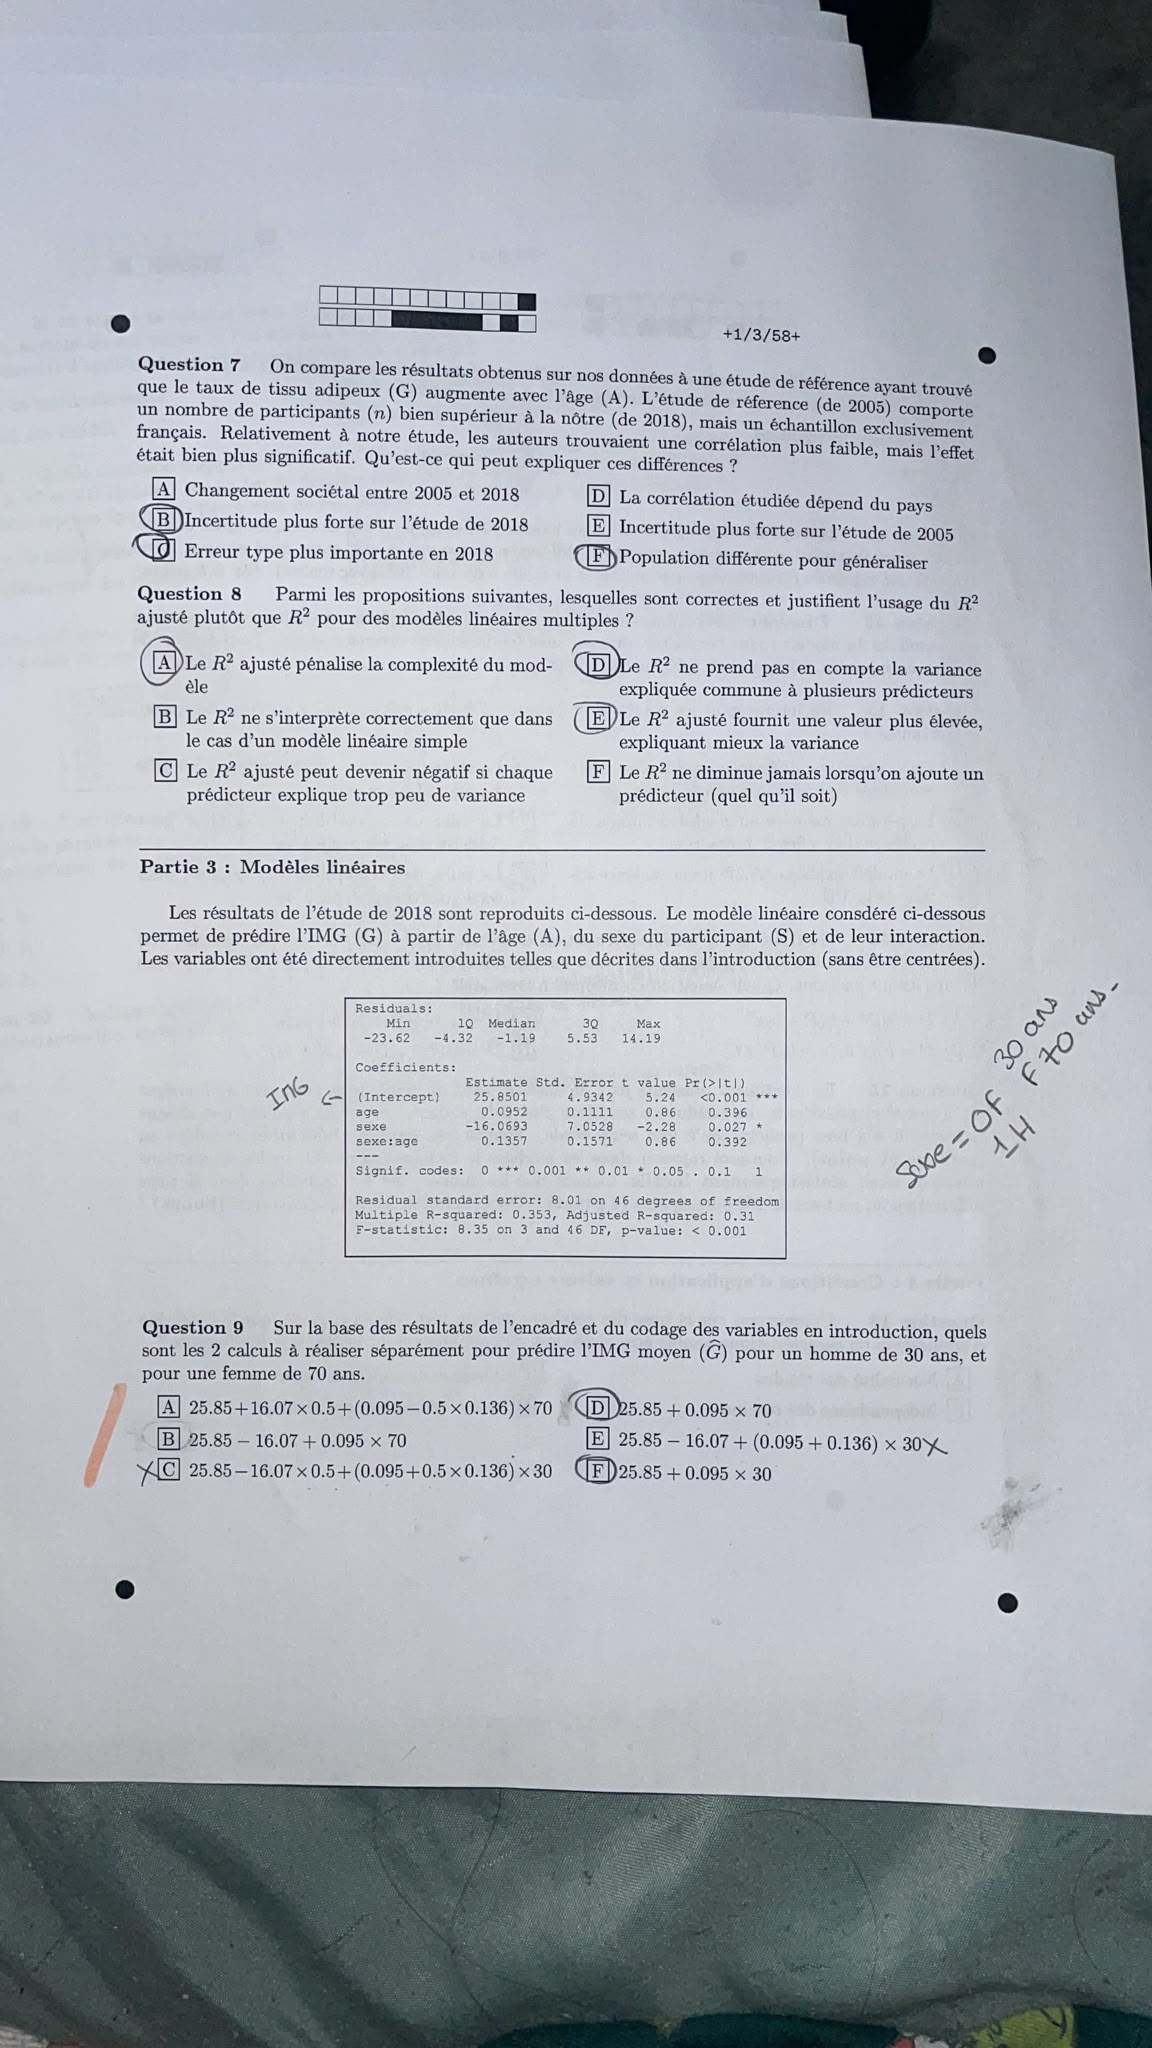 +1/3/58+
Question 7 On compare les résultats obtenus sur nos données à une étude de référence ayant trouvé
que le taux de tissu adipeux (G) augmente avec l'âge (A). L'étude de réference (de 2005) comporte
un nombre de participants (n) bien supérieur à la nôtre (de 2018), mais un échantillon exclusivement
français. Relativement à notre étude, les auteurs trouvaient une corrélation plus faible, mais l'effet
était bien plus significatif. Qu'est-ce qui peut expliquer ces différences ?
A Changement sociétal entre 2005 et 2018
B Incertitude plus forte sur l'étude de 2018
C Erreur type plus importante en 2018
D La corrélation étudiée dépend du pays
E Incertitude plus forte sur l'étude de 2005
F Population différente pour généraliser
Question 8 Parmi les propositions suivantes, lesquelles sont correctes et justifient l'usage du R²
ajusté plutôt que R² pour des modèles linéaires multiples ?
A Le R² ajusté pénalise la complexité du mod-
èle
B Le R² ne s'interprète correctement que dans
le cas d'un modèle linéaire simple
C Le R² ajusté peut devenir négatif si chaque
prédicteur explique trop peu de variance
D Le R² ne prend pas en compte la variance
expliquée commune à plusieurs prédicteurs
E Le R² ajusté fournit une valeur plus élevée,
expliquant mieux la variance
F Le R² ne diminue jamais lorsqu'on ajoute un
prédicteur (quel qu'il soit)
Partie 3 : Modèles linéaires
Les résultats de l'étude de 2018 sont reproduits ci-dessous. Le modèle linéaire consdéré ci-dessous
permet de prédire l'IMG (G) à partir de l'âge (A), du sexe du participant (S) et de leur interaction.
Les variables ont été directement introduites telles que décrites dans l'introduction (sans être centrées).
Residuals:
Min 1Q Median 3Q Max
-23.62 -4.32 -1.19 5.53 14.19
Coefficients:
Estimate Std. Error t value Pr(>|t|)
(Intercept) 25.8501 4.9342 5.24 <0.001 ***
age 0.0952 0.1111 0.86 0.396
sexe -16.0693 7.0528 -2.28 0.027 *
sexe:age 0.1357 0.1571 0.86 0.392
---
Signif. codes: 0 *** 0.001 ** 0.01 * 0.05 . 0.1 1
Residual standard error: 8.01 on 46 degrees of freedom
Multiple R-squared: 0.353, Adjusted R-squared: 0.31
F-statistic: 8.35 on 3 and 46 DF, p-value: < 0.001
IMG ←
Sexe = 0F 30 ans
1H F 70 ans.
Question 9 Sur la base des résultats de l'encadré et du codage des variables en introduction, quels
sont les 2 calculs à réaliser séparément pour prédire l'IMG moyen (Ĝ) pour un homme de 30 ans, et
pour une femme de 70 ans.
A 25.85+16.07×0.5+(0.095−0.5×0.136)×70
B 25.85 − 16.07 + 0.095 × 70
X C 25.85−16.07×0.5+(0.095+0.5×0.136)×30
D 25.85 + 0.095 × 70
E 25.85 − 16.07 + (0.095 + 0.136) × 30 X
F 25.85 + 0.095 × 30